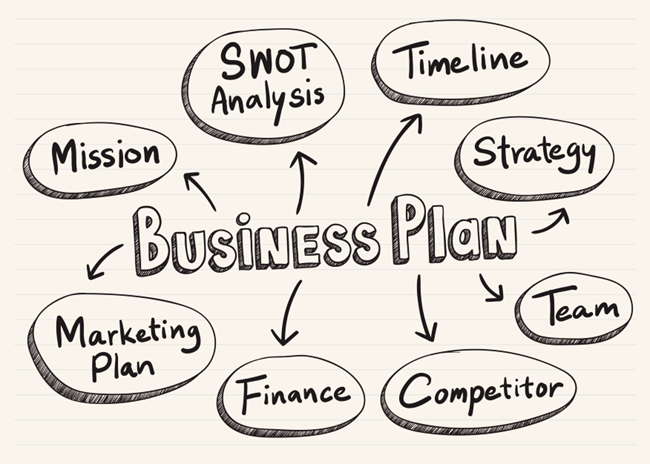 SWOT
Analysis
Timeline
Mission
Strategy
Business Plan
Marketing
Plan
Team
Finance
Competitor